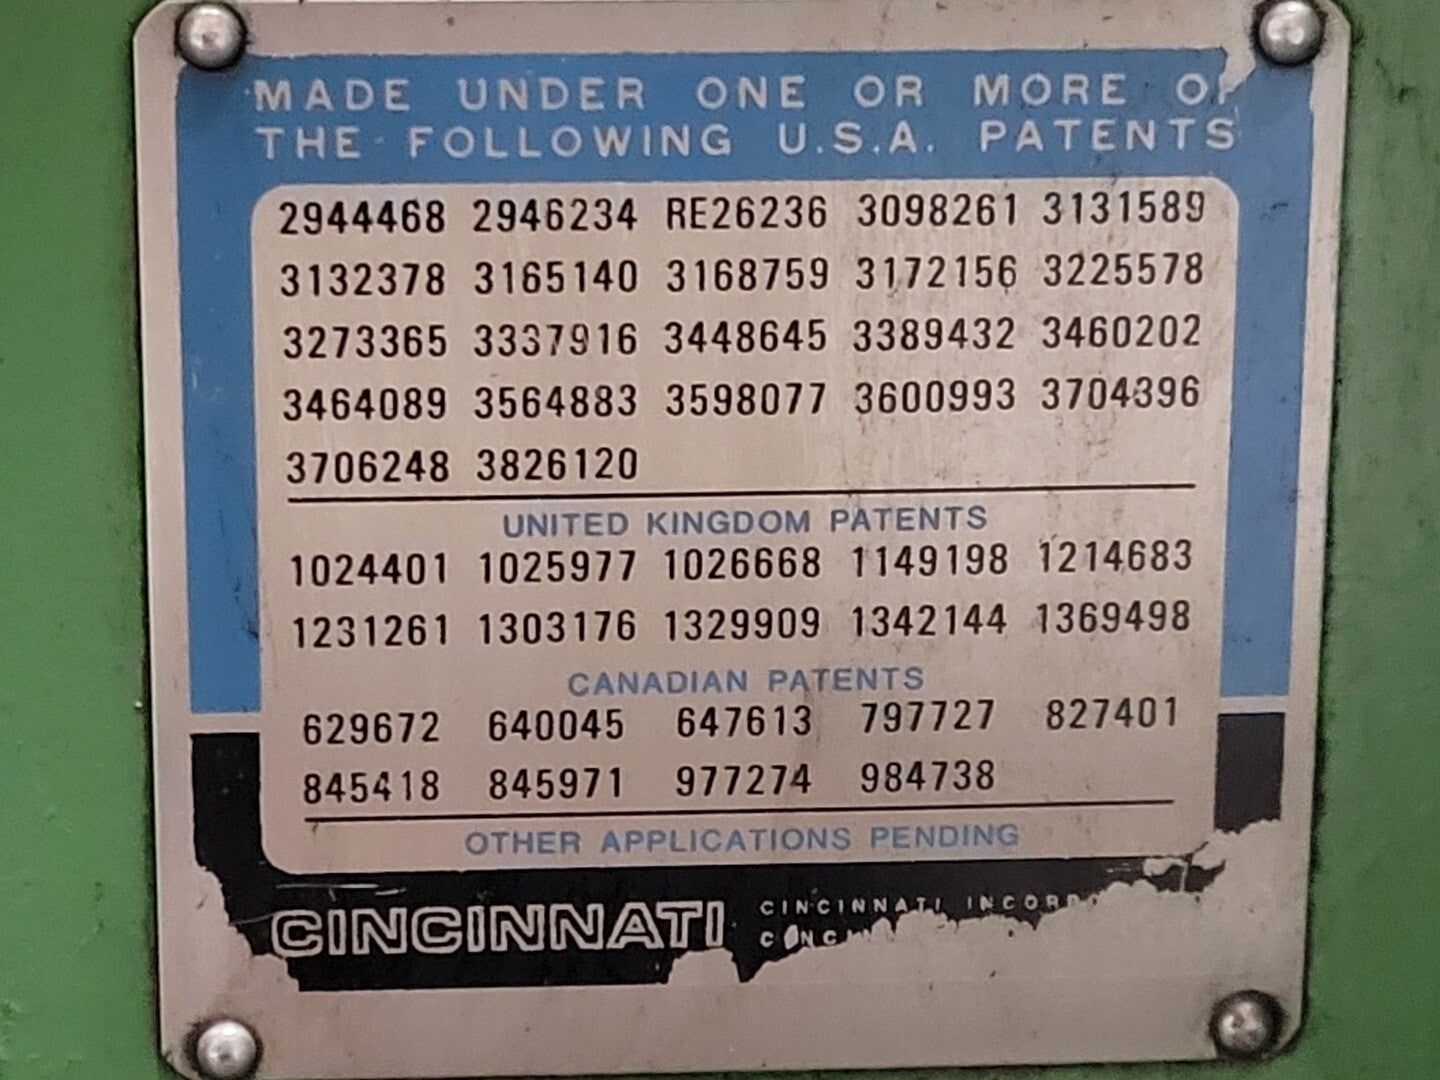 MADE UNDER ONE OR MORE OF
THE FOLLOWING U.S.A. PATENTS
2944468 2946234 RE26236 3098261 3131589
3132378 3165140 3168759 3172156 3225578
3273365 3337916 3448645 3389432 3460202
3464089 3564883 3598077 3600993 3704396
3706248 3826120
UNITED KINGDOM PATENTS
1024401 1025977 1026668 1149198 1214683
1231261 1303176 1329909 1342144 1369498
CANADIAN PATENTS
629672 640045 647613 797727 827401
845418 845971 977274 984738
OTHER APPLICATIONS PENDING
CINCINNATI
CINCINNATI